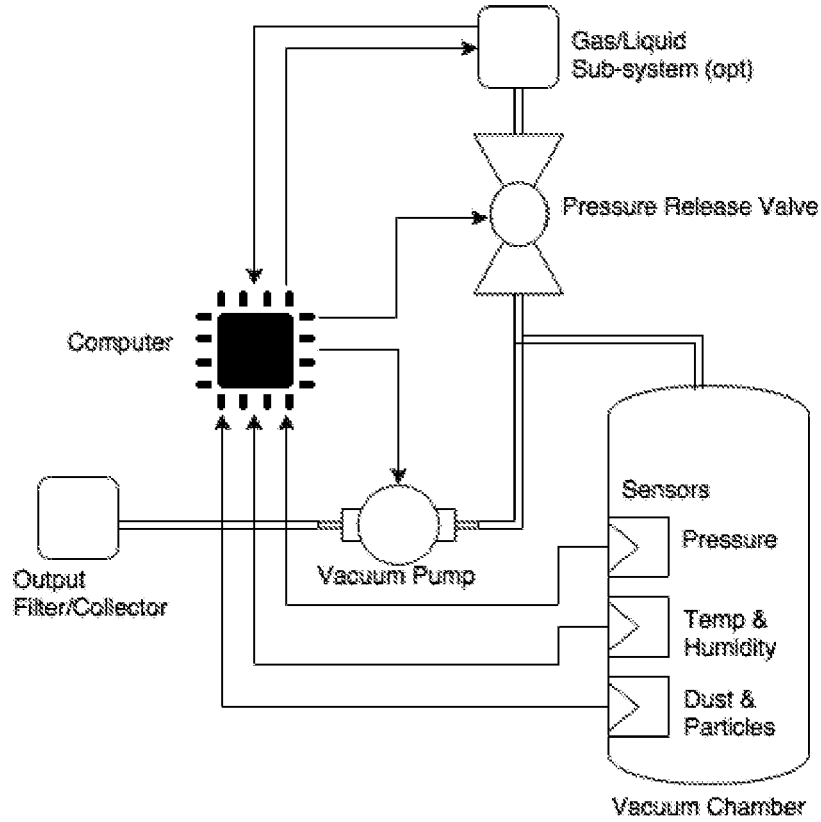 Gas/Liquid
Sub-system (opt)
Pressure Release Valve
Computer
Sensors
Pressure
Output
Filter/Collector
Vacuum Pump
Temp &
Humidity
Dust &
Particles
Vacuum Chamber